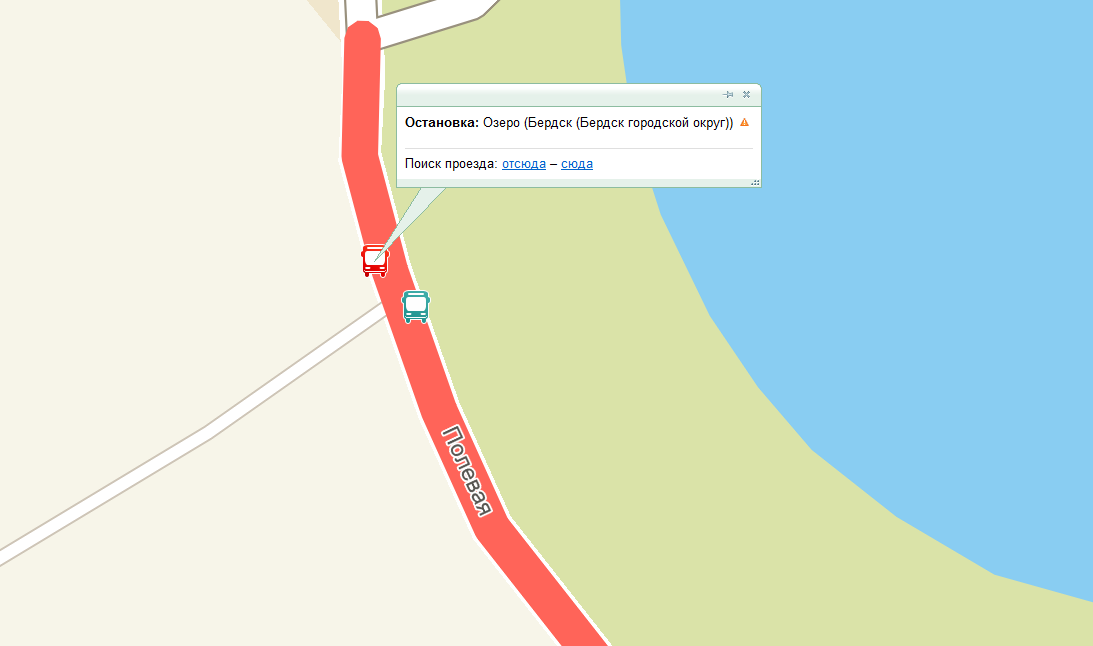 Остановка: Озеро (Бердск (Бердск городской округ))
Поиск проезда: отсюда – сюда
Полевая